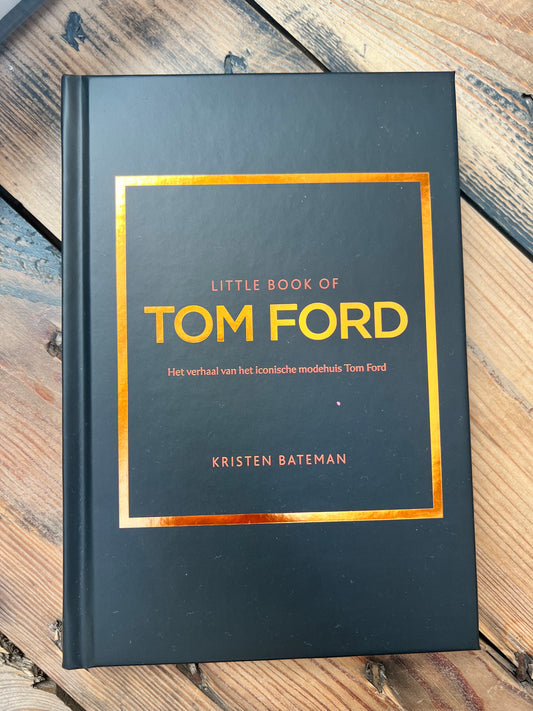 LITTLE BOOK OF
TOM FORD
Het verhaal van het iconische modehuis Tom Ford
KRISTEN BATEMAN